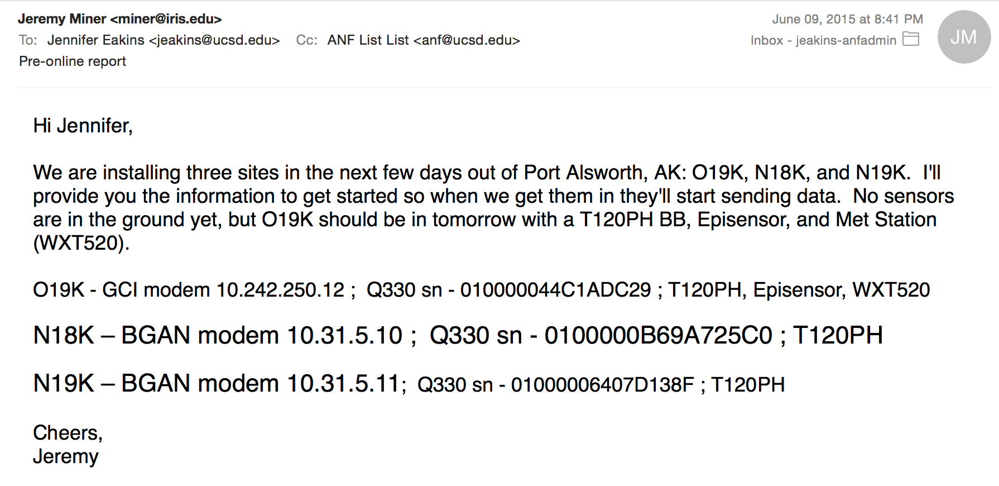 Jeremy Miner <miner@iris.edu>
June 09, 2015 at 8:41 PM
To: Jennifer Eakins <jeakins@ucsd.edu> Cc: ANF List List <anf@ucsd.edu>
Inbox - jeakins-anfadmin
JM
Pre-online report
Hi Jennifer,
We are installing three sites in the next few days out of Port Alsworth, AK: O19K, N18K, and N19K. I'll
provide you the information to get started so when we get them in they'll start sending data. No sensors
are in the ground yet, but O19K should be in tomorrow with a T120PH BB, Episensor, and Met Station
(WXT520).
O19K - GCI modem 10.242.250.12 ; Q330 sn - 010000044C1ADC29 ; T120PH, Episensor, WXT520
N18K – BGAN modem 10.31.5.10 ; Q330 sn - 0100000B69A725C0 ; T120PH
N19K – BGAN modem 10.31.5.11; Q330 sn - 01000006407D138F ; T120PH
Cheers,
Jeremy